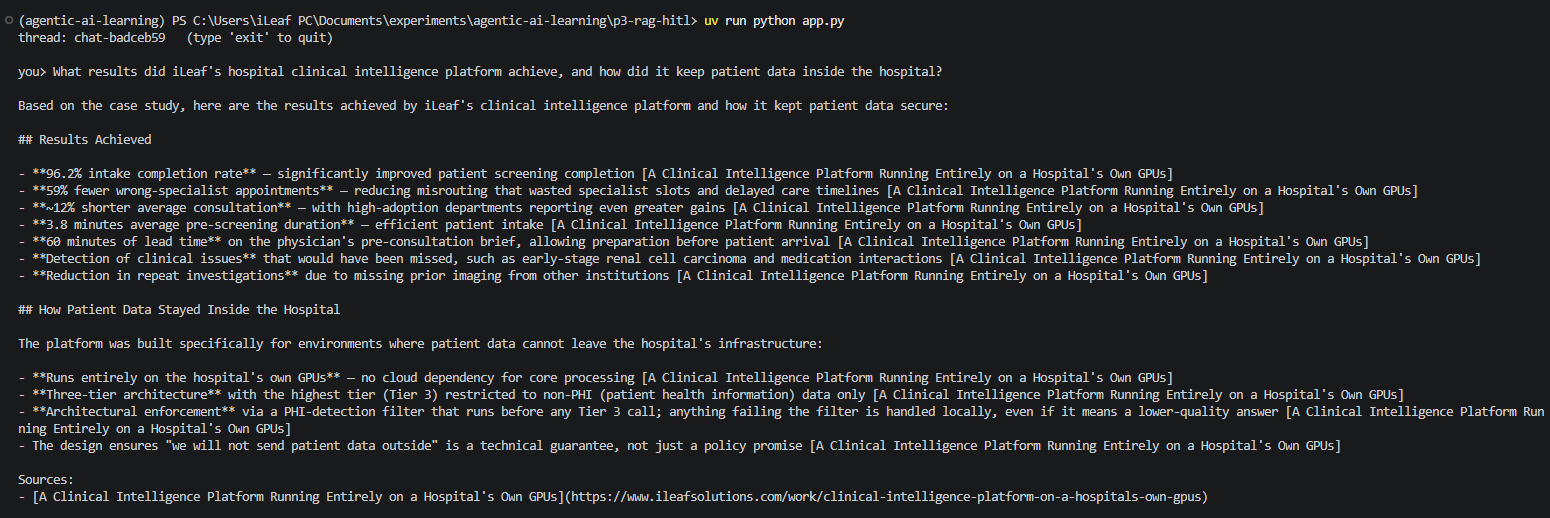 (agentic-ai-learning) PS C:\Users\iLeaf PC\Documents\experiments\agentic-ai-learning\p3-rag-hitl> uv run python app.py
thread: chat-badceb59   (type 'exit' to quit)

you> What results did iLeaf's hospital clinical intelligence platform achieve, and how did it keep patient data inside the hospital?

Based on the case study, here are the results achieved by iLeaf's clinical intelligence platform and how it kept patient data secure:

## Results Achieved

- **96.2% intake completion rate** — significantly improved patient screening completion [A Clinical Intelligence Platform Running Entirely on a Hospital's Own GPUs]
- **59% fewer wrong-specialist appointments** — reducing misrouting that wasted specialist slots and delayed care timelines [A Clinical Intelligence Platform Running Entirely on a Hospital's Own GPUs]
- **~12% shorter average consultation** — with high-adoption departments reporting even greater gains [A Clinical Intelligence Platform Running Entirely on a Hospital's Own GPUs]
- **3.8 minutes average pre-screening duration** — efficient patient intake [A Clinical Intelligence Platform Running Entirely on a Hospital's Own GPUs]
- **60 minutes of lead time** on the physician's pre-consultation brief, allowing preparation before patient arrival [A Clinical Intelligence Platform Running Entirely on a Hospital's Own GPUs]
- **Detection of clinical issues** that would have been missed, such as early-stage renal cell carcinoma and medication interactions [A Clinical Intelligence Platform Running Entirely on a Hospital's Own GPUs]
- **Reduction in repeat investigations** due to missing prior imaging from other institutions [A Clinical Intelligence Platform Running Entirely on a Hospital's Own GPUs]

## How Patient Data Stayed Inside the Hospital

The platform was built specifically for environments where patient data cannot leave the hospital's infrastructure:

- **Runs entirely on the hospital's own GPUs** — no cloud dependency for core processing [A Clinical Intelligence Platform Running Entirely on a Hospital's Own GPUs]
- **Three-tier architecture** with the highest tier (Tier 3) restricted to non-PHI (patient health information) data only [A Clinical Intelligence Platform Running Entirely on a Hospital's Own GPUs]
- **Architectural enforcement** via a PHI-detection filter that runs before any Tier 3 call; anything failing the filter is handled locally, even if it means a lower-quality answer [A Clinical Intelligence Platform Run
ning Entirely on a Hospital's Own GPUs]
- The design ensures "we will not send patient data outside" is a technical guarantee, not just a policy promise [A Clinical Intelligence Platform Running Entirely on a Hospital's Own GPUs]

Sources:
- [A Clinical Intelligence Platform Running Entirely on a Hospital's Own GPUs](https://www.ileafsolutions.com/work/clinical-intelligence-platform-on-a-hospitals-own-gpus)